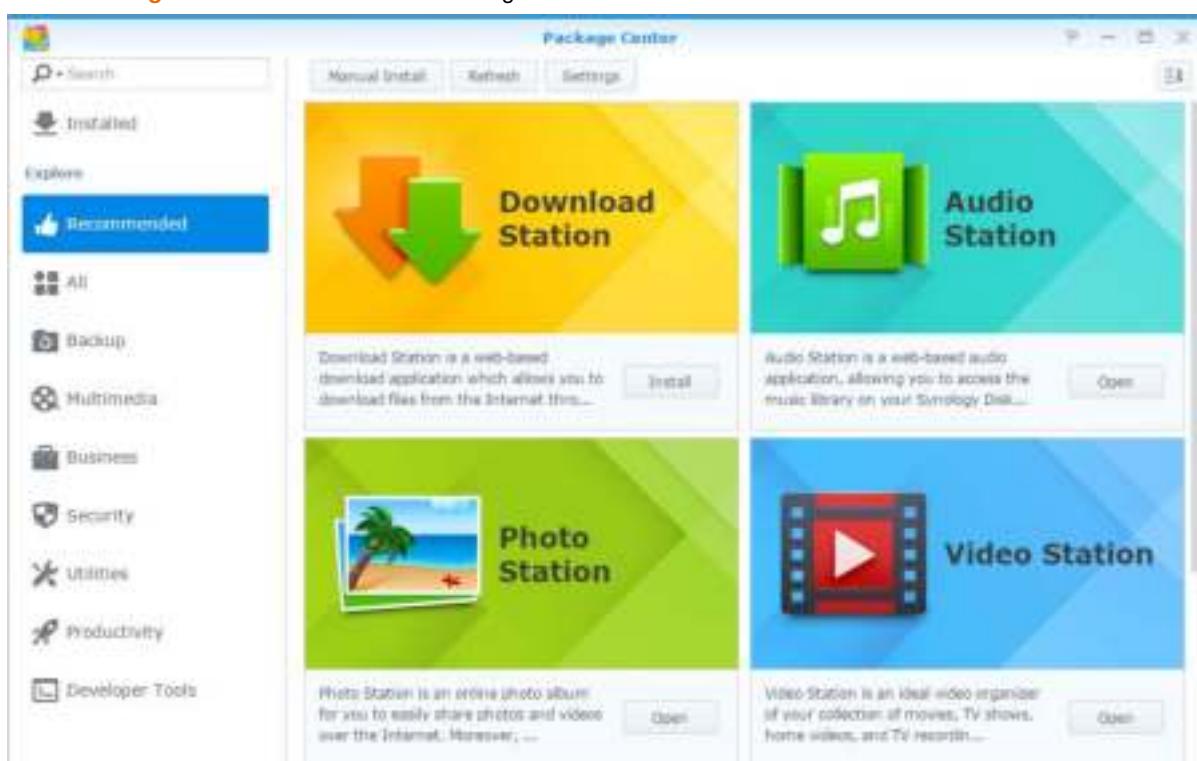 Package Center
Search
Manual Install
Refresh
Settings
Installed
Explore
Recommended
All
Backup
Multimedia
Business
Security
Utilities
Productivity
Developer Tools
Download
Station
Download Station is a web-based
download application which allows you to
download files from the Internet thro...
Install
Audio
Station
Audio Station is a web-based audio
application, allowing you to access the
music library on your Synology Disk...
Open
Photo
Station
Photo Station is an online photo album
for you to easily share photos and videos
over the Internet. Moreover, ...
Open
Video Station
Video Station is an ideal video organizer
of your collection of movies, TV shows,
home videos, and TV recordin...
Open